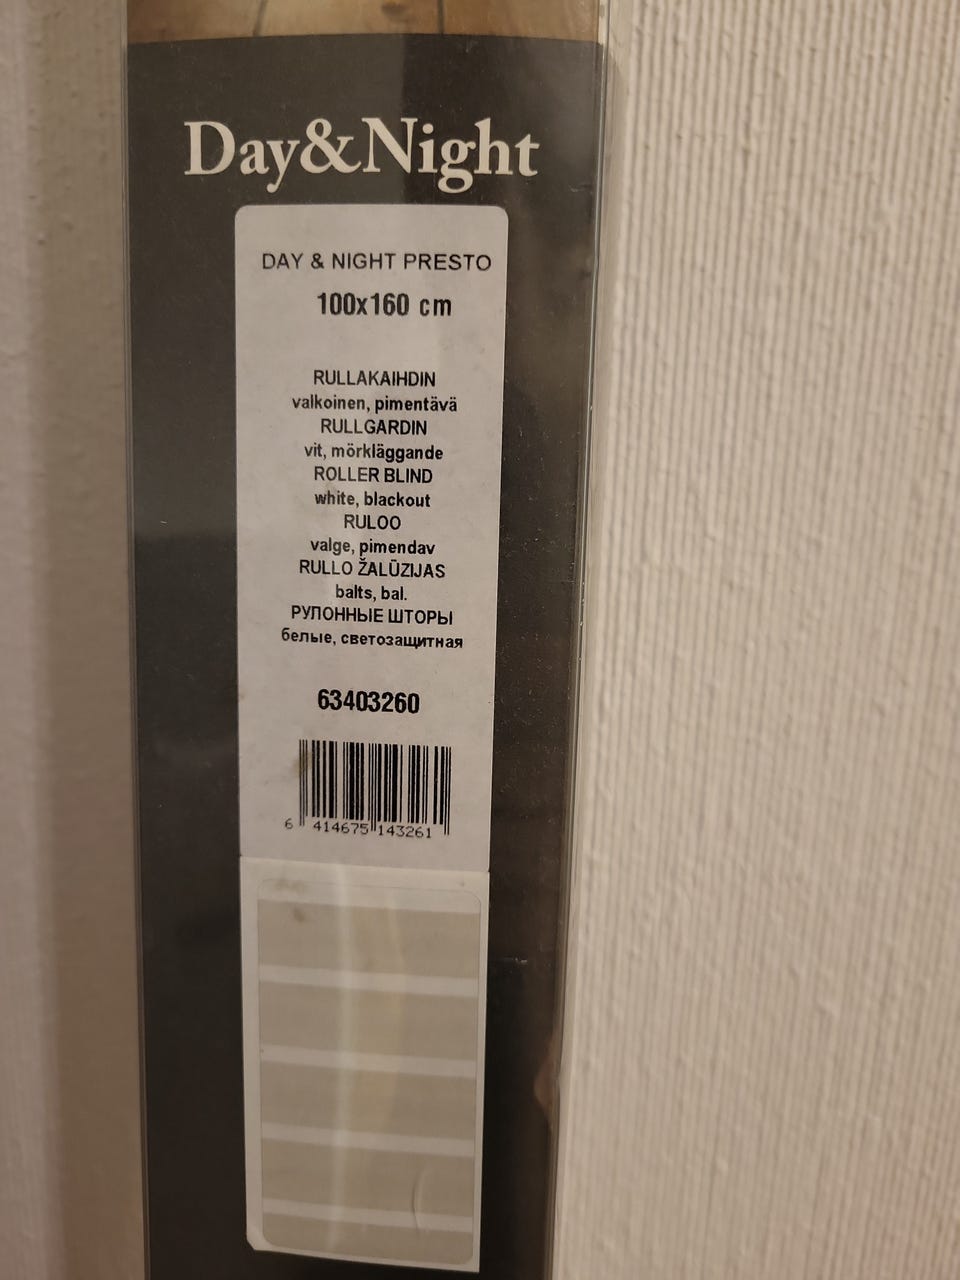 Day&Night
DAY & NIGHT PRESTO
100x160 cm
RULLAKAIHDIN
valkoinen, pimentävä
RULLGARDIN
vit, mörkläggande
ROLLER BLIND
white, blackout
RULOO
valge, pimendav
RULLO ŽALŪZIJAS
balts, bal.
РУЛОННЫЕ ШТОРЫ
белые, светозащитная
63403260
6 414675 143261